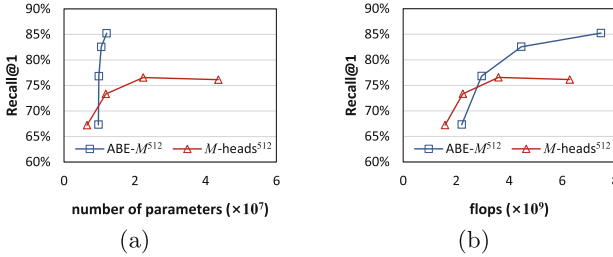 90%
85%
80%
75%
70%
65%
60%
Recall@1
ABE-M⁵¹² M-heads⁵¹²
0 2 4 6
number of parameters (×10⁷)
(a)
90%
85%
80%
75%
70%
65%
60%
Recall@1
ABE-M⁵¹² M-heads⁵¹²
0 2 4 6 8
flops (×10⁹)
(b)